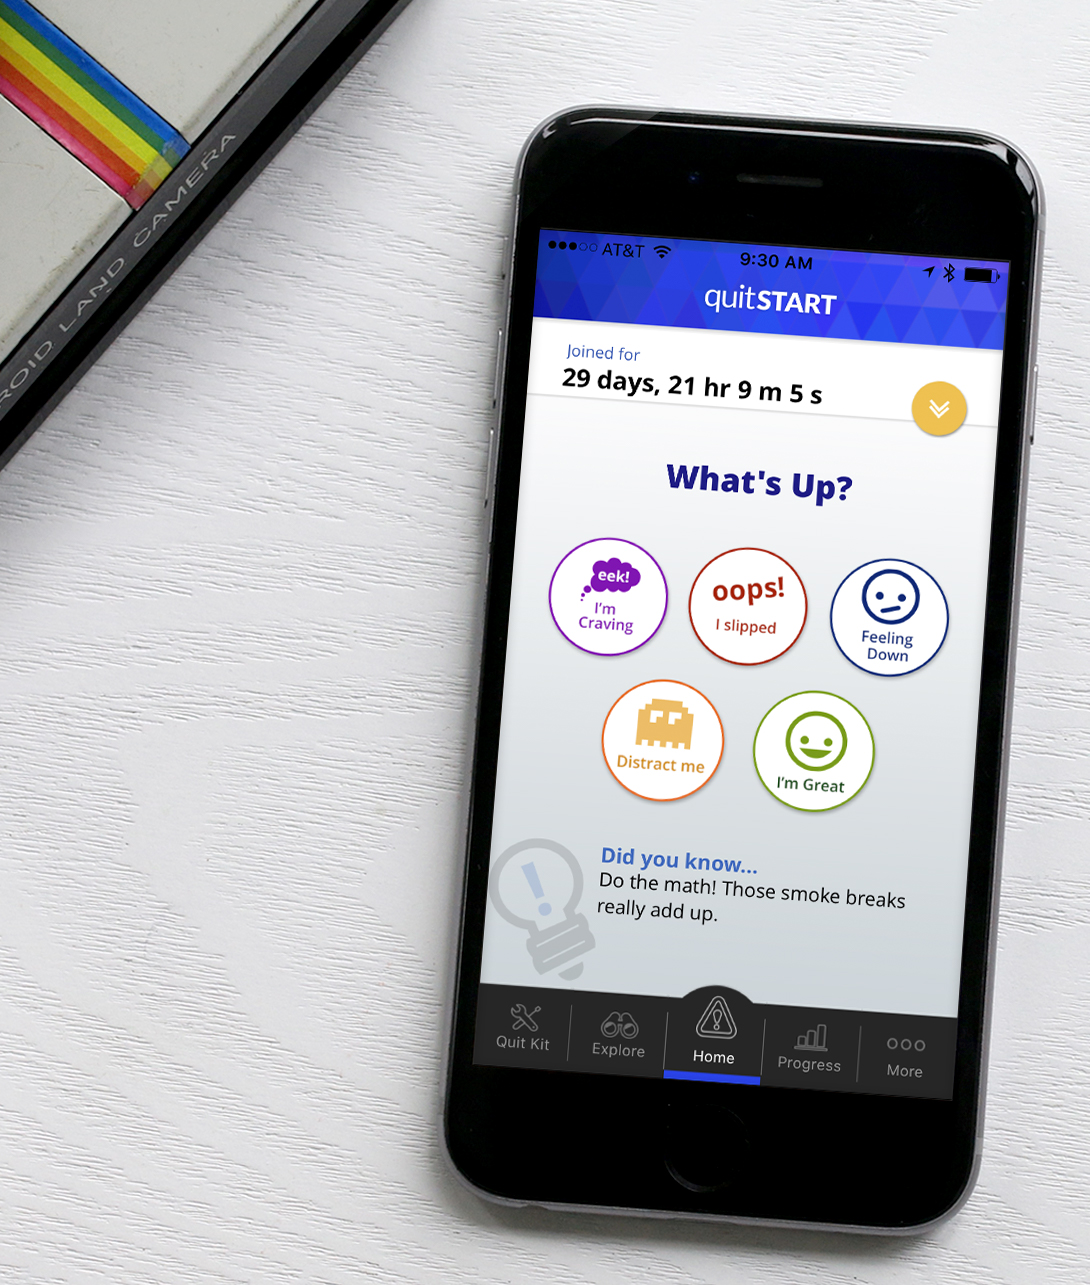 ROID LAND CAMERA
AT&T
9:30 AM
quitSTART
Joined for
29 days, 21 hr 9 m 5 s
What's Up?
eek!
I'm
Craving
oops!
I slipped
Feeling
Down
Distract me
I'm Great
Did you know...
Do the math! Those smoke breaks
really add up.
Quit Kit
Explore
Home
Progress
More